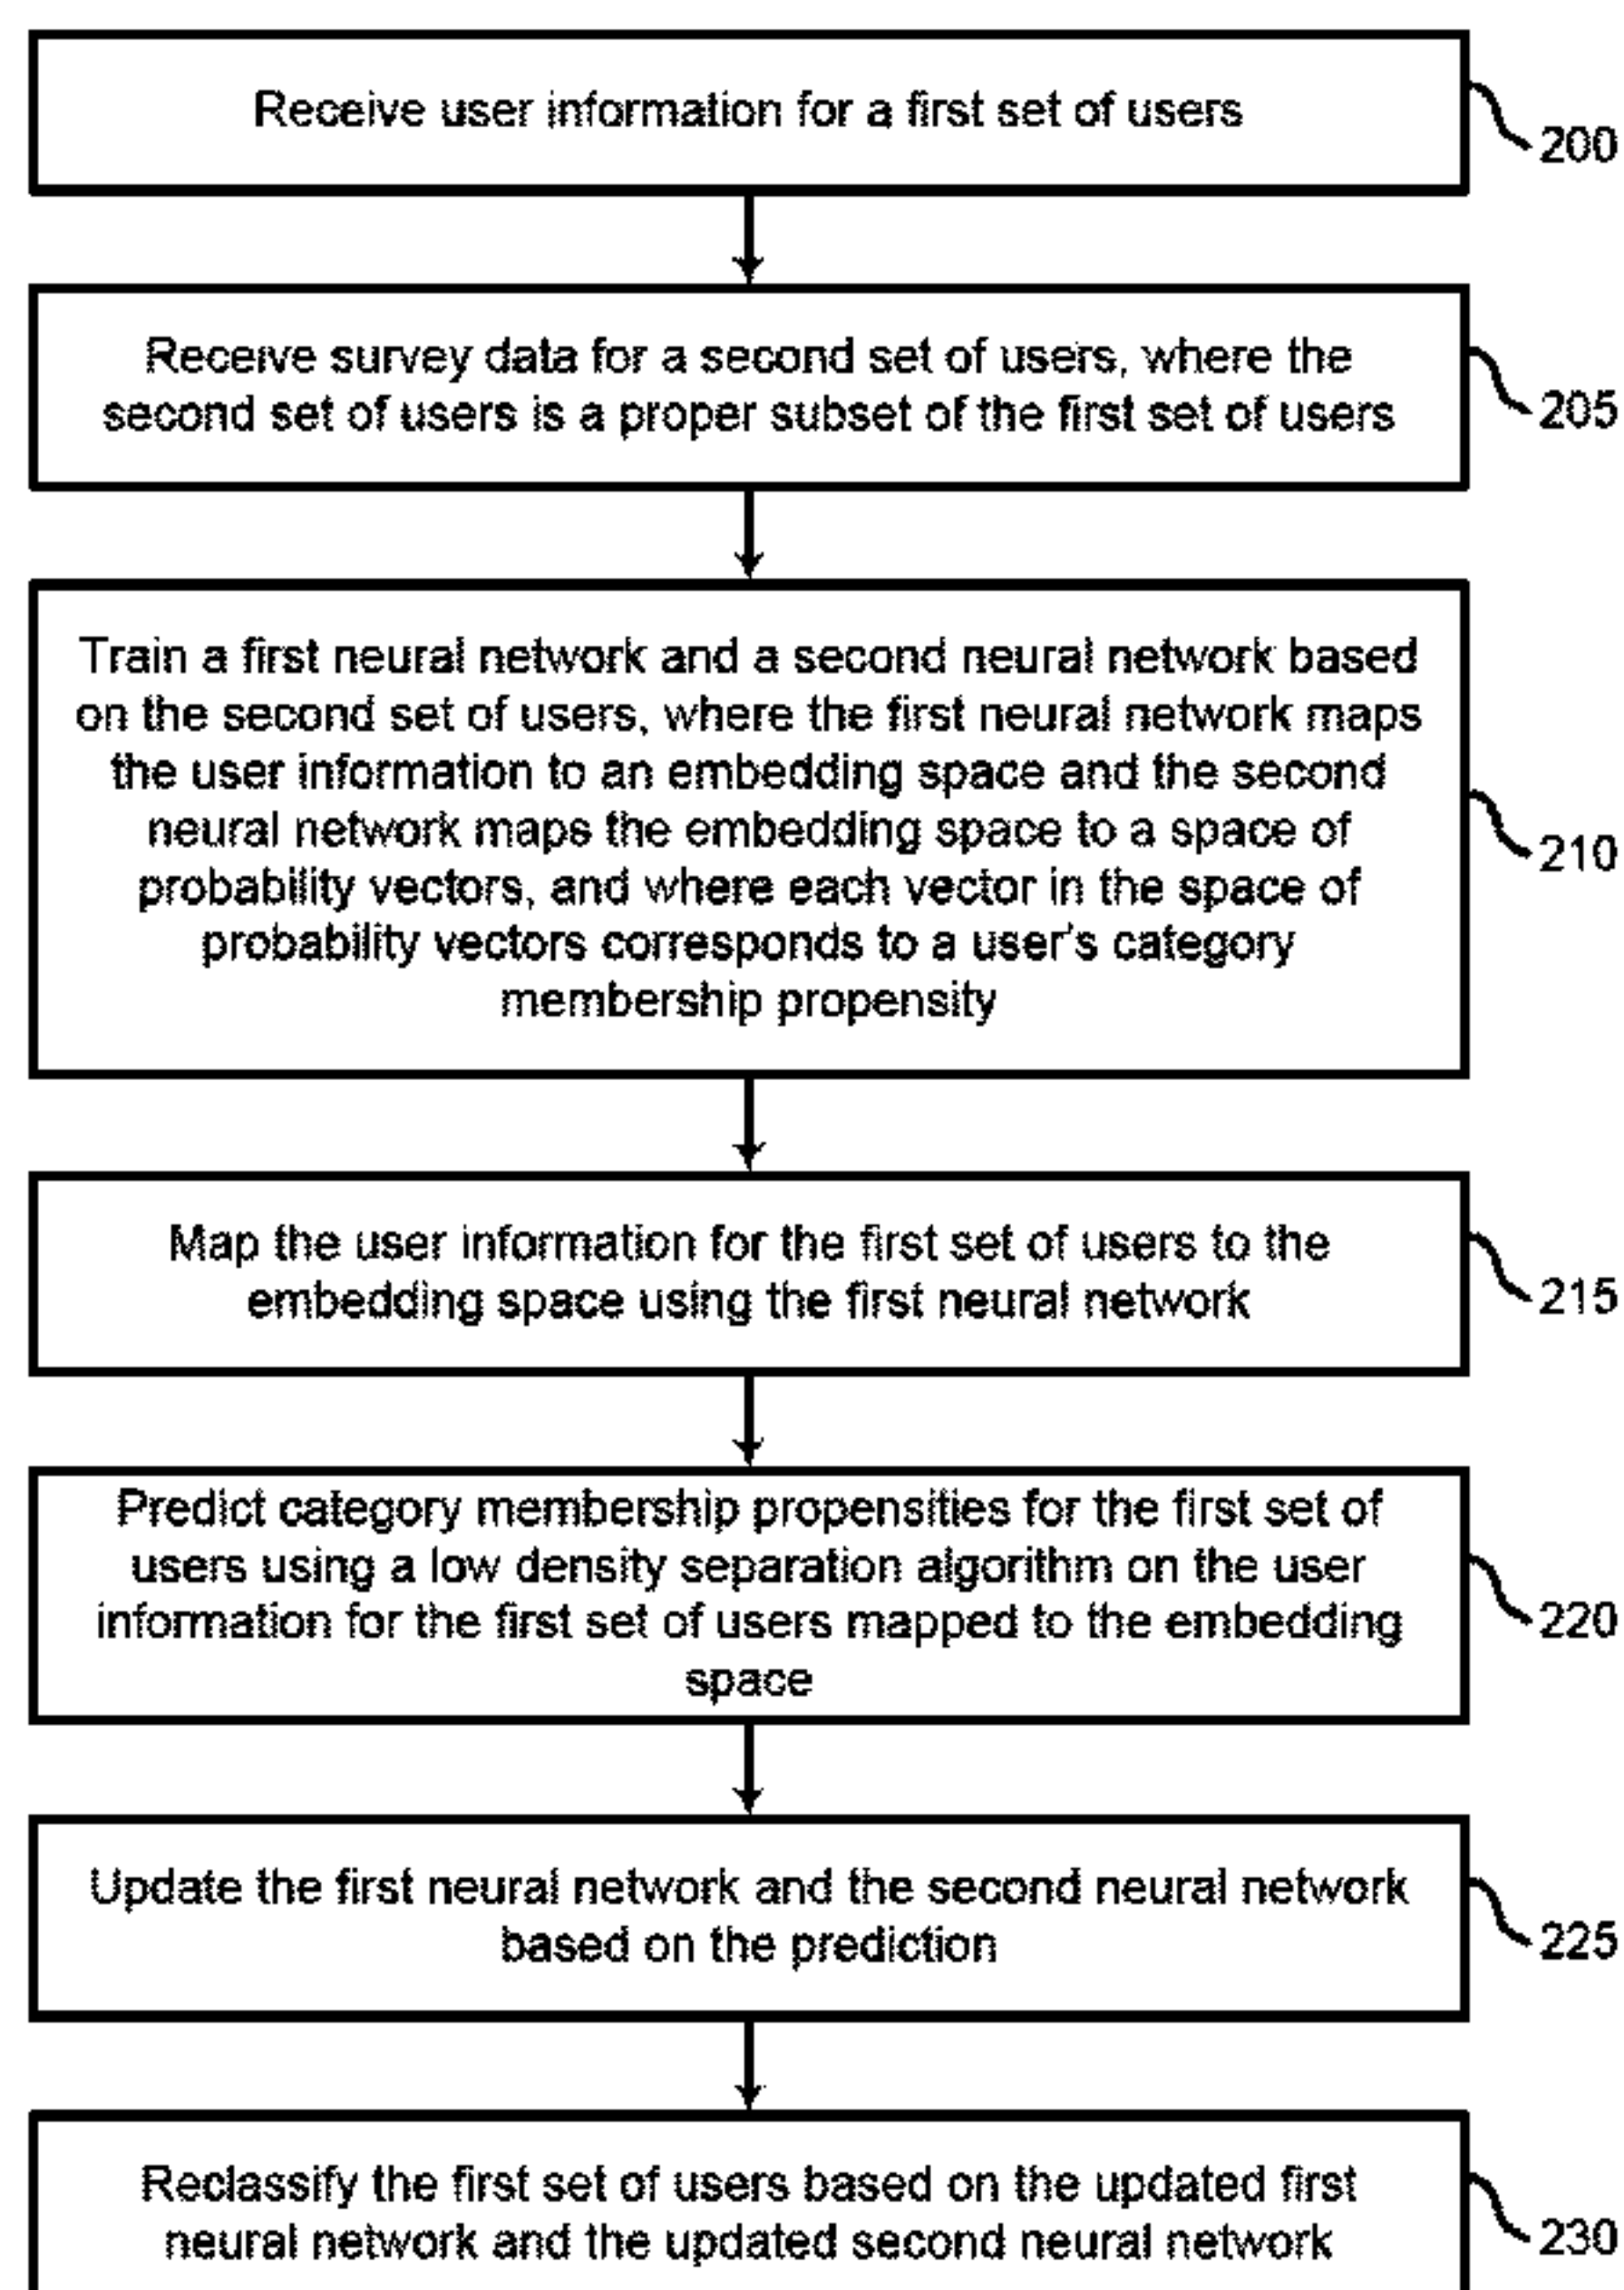 Receive user information for a first set of users
200
Receive survey data for a second set of users, where the
second set of users is a proper subset of the first set of users
205
Train a first neural network and a second neural network based
on the second set of users, where the first neural network maps
the user information to an embedding space and the second
neural network maps the embedding space to a space of
probability vectors, and where each vector in the space of
probability vectors corresponds to a user's category
membership propensity
210
Map the user information for the first set of users to the
embedding space using the first neural network
215
Predict category membership propensities for the first set of
users using a low density separation algorithm on the user
information for the first set of users mapped to the embedding
space
220
Update the first neural network and the second neural network
based on the prediction
225
Reclassify the first set of users based on the updated first
neural network and the updated second neural network
230